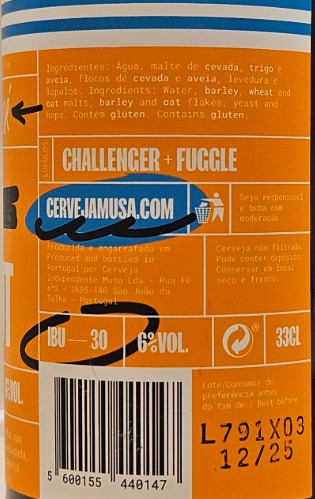 Ingredientes: Água, malte de cevada, trigo e
aveia, flocos de cevada e aveia, levedura e
lúpulos. Ingredients: Water, barley, wheat and
oat malts, barley and oat flakes, yeast and
hops. Contém glúten. Contains gluten.
LÚPULOS
CHALLENGER + FUGGLE
CERVEJAMUSA.COM
Seja responsável
e beba com
moderação.
Produzida e engarrafada em
Produced and bottled in
Portugal por Cerveja
Independente Musa Lda - Rua Fé
nº3 - 2695-140 São João da
Talha - Portugal
Cerveja não filtrada.
Pode conter depósito.
Conservar em local
seco e fresco.
IBU — 30
6%VOL.
33CL
Lote/Consumir de
preferência antes
do fim de / Best before
L791X03
12/25
5 600155 440147